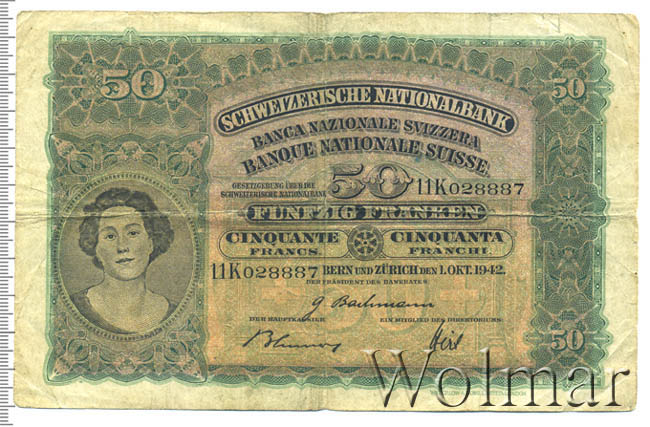 50
50
SCHWEIZERISCHE NATIONALBANK
BANCA NAZIONALE SVIZZERA
BANQUE NATIONALE SUISSE.
GESETZGEBUNG ÜBER DIE
SCHWEIZERISCHE NATIONALBANK
50
11K028887
FÜNFZIG FRANKEN
CINQUANTE CINQUANTA
FRANCS. FRANCHI.
11K028887 BERN UND ZÜRICH DEN 1. OKT. 1942.
DER PRÄSIDENT DES BANKRATES:
G. Bachmann
DER HAUPTKASSIER EIN MITGLIED DES DIREKTORIUMS:
50
Wolmar